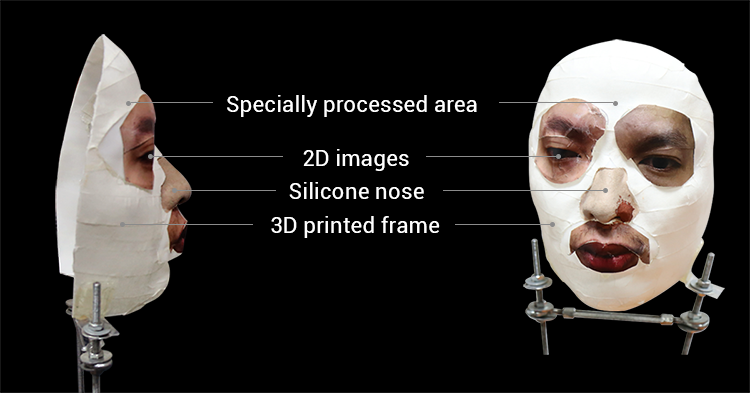 Specially processed area
2D images
Silicone nose
3D printed frame